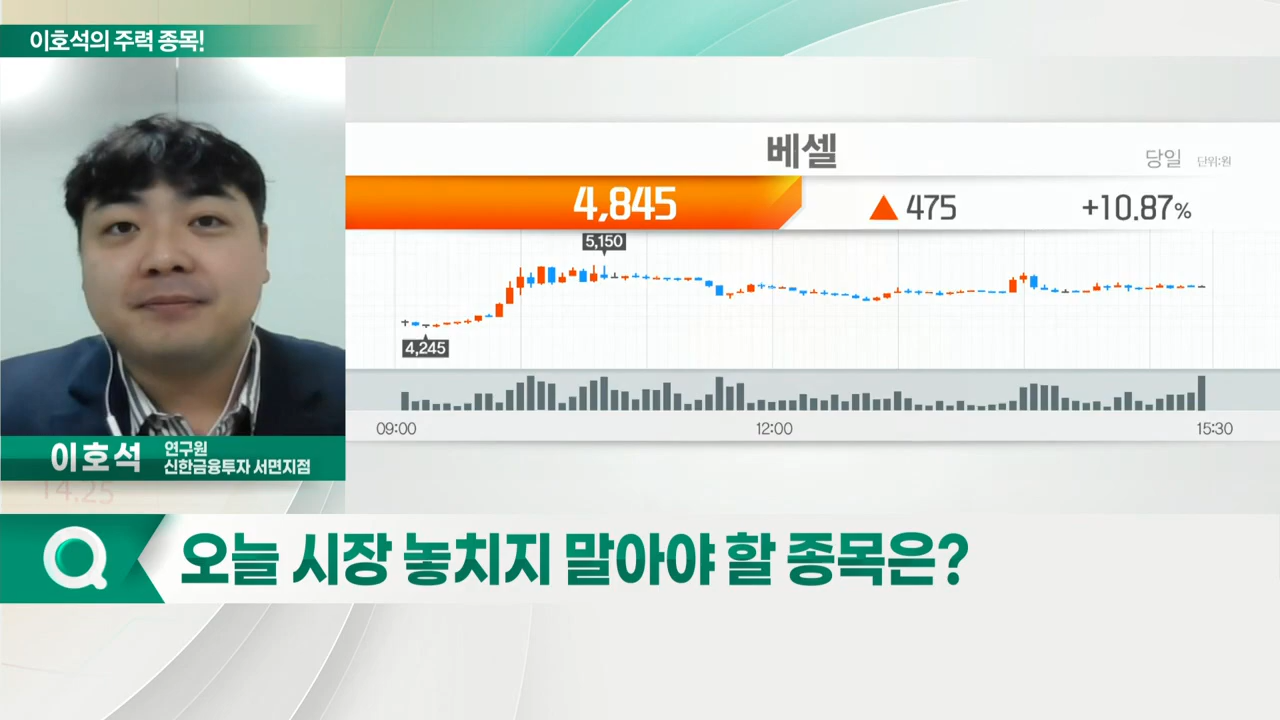 이호석의 주력 종목!
베셀
당일 단위:원
4,845 ▲ 475 +10.87%
5,150
4,245
09:00 12:00 15:30
이호석 연구원
신한금융투자 서면지점
14.25
Q 오늘 시장 놓치지 말아야 할 종목은?